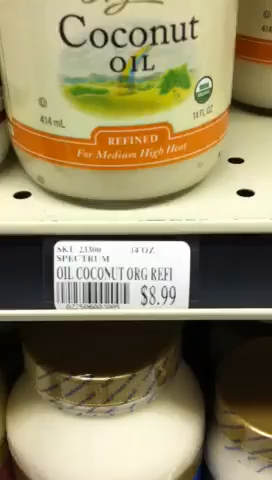 Coconut
OIL
414 mL
14 FL OZ
REFINED
For Medium High Heat
SKU 23300 14 OZ
SPECTRUM
OIL COCONUT ORG REFI
$8.99